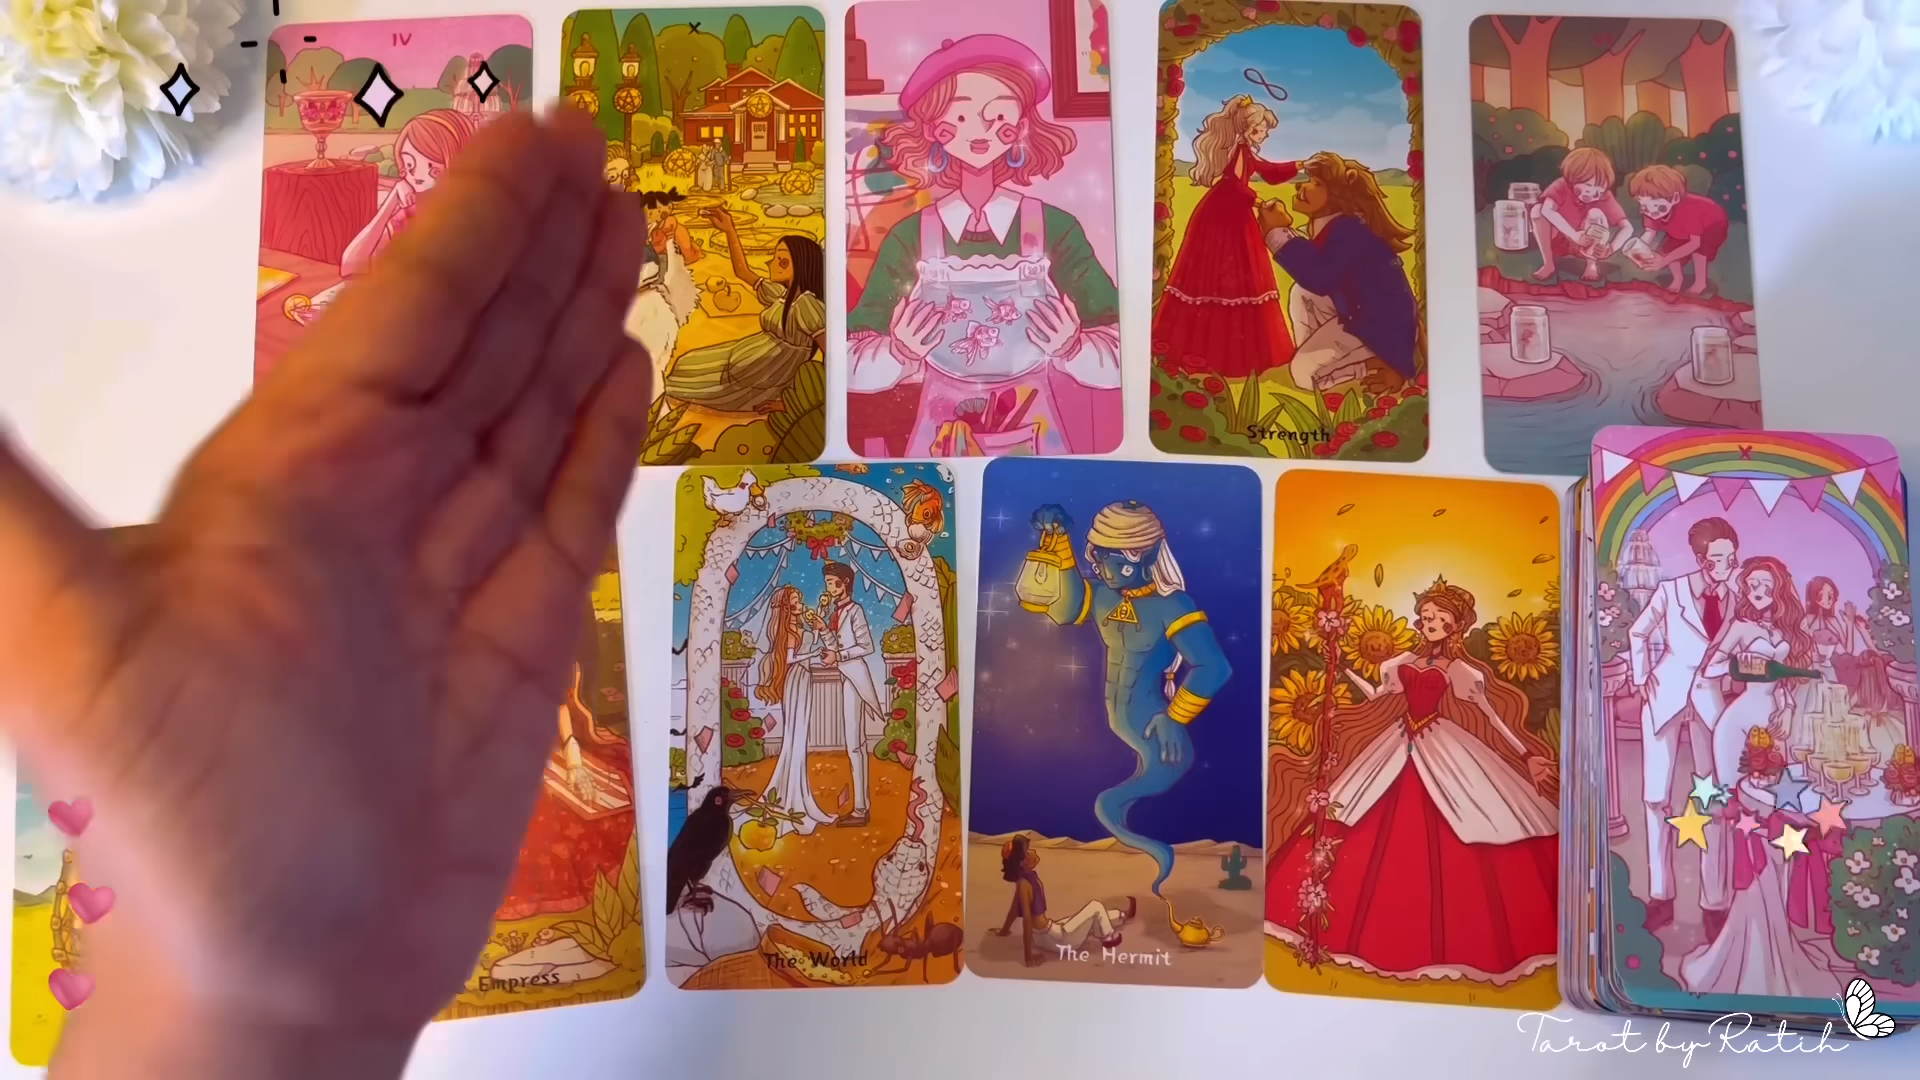 IV
X
Strength
X
Empress
The World
The Hermit
Tarot by Ratih